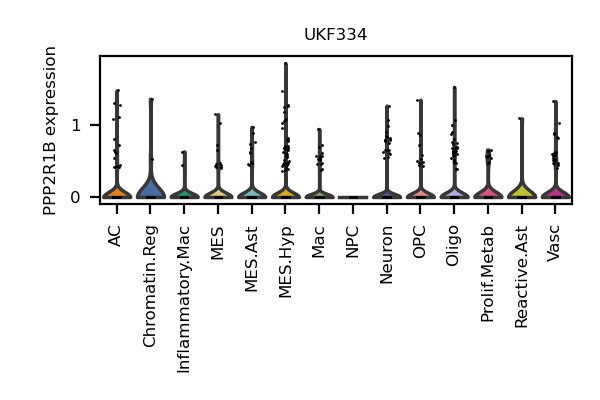 UKF334
PPP2R1B expression
1
0
AC
Chromatin.Reg
Inflammatory.Mac
MES
MES.Ast
MES.Hyp
Mac
NPC
Neuron
OPC
Oligo
Prolif.Metab
Reactive.Ast
Vasc